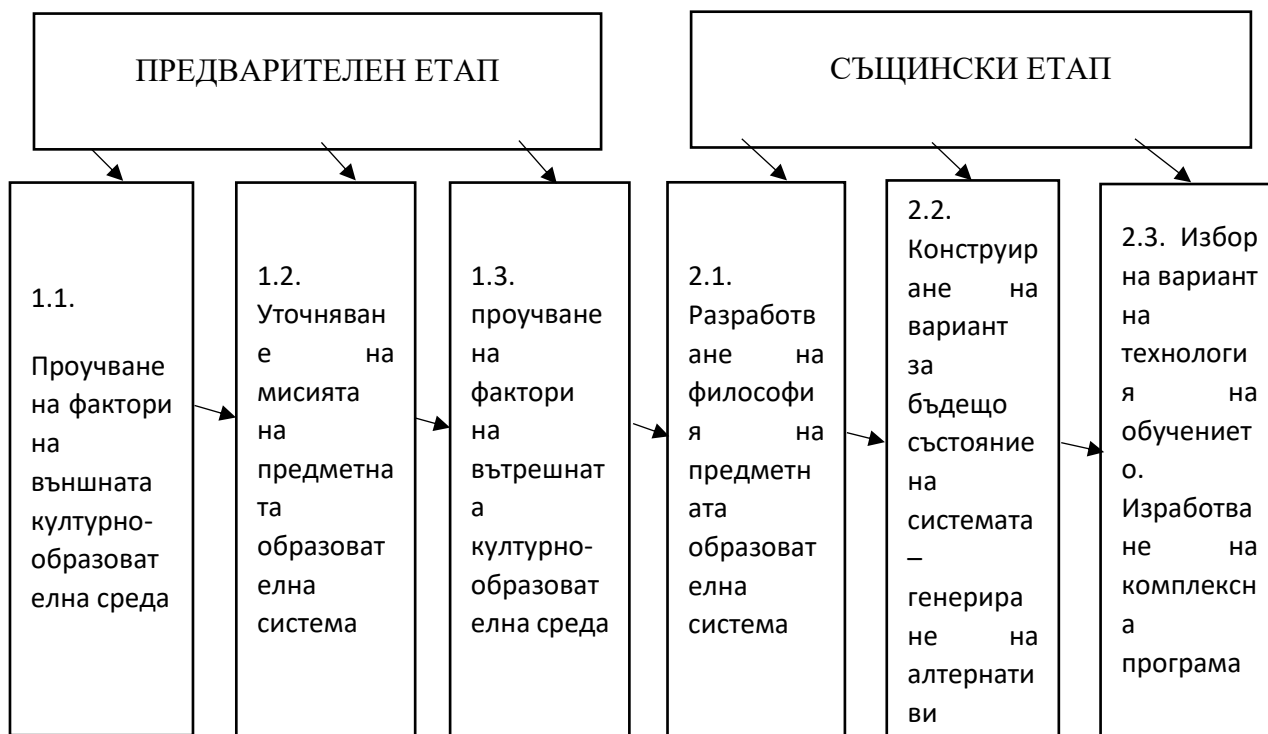 ПРЕДВАРИТЕЛЕН ЕТАП
СЪЩИНСКИ ЕТАП
1.1.
Проучване
на фактори
на
външната
културно-
образоват
елна среда
1.2.
Уточняван
е на
мисията
на
предметна
та
образоват
елна
система
1.3.
проучване
на
фактори
на
вътрешнат
а
културно-
образоват
елна среда
2.1.
Разработв
ане на
философи
я на
предметн
ата
образоват
елна
система
2.2.
Конструир
ане на
вариант
за
бъдещо
състояние
на
системата
–
генерира
не на
алтернати
ви
2.3. Избор
на вариант
на
технологи
я на
обучениет
о.
Изработва
не на
комплексн
а
програма